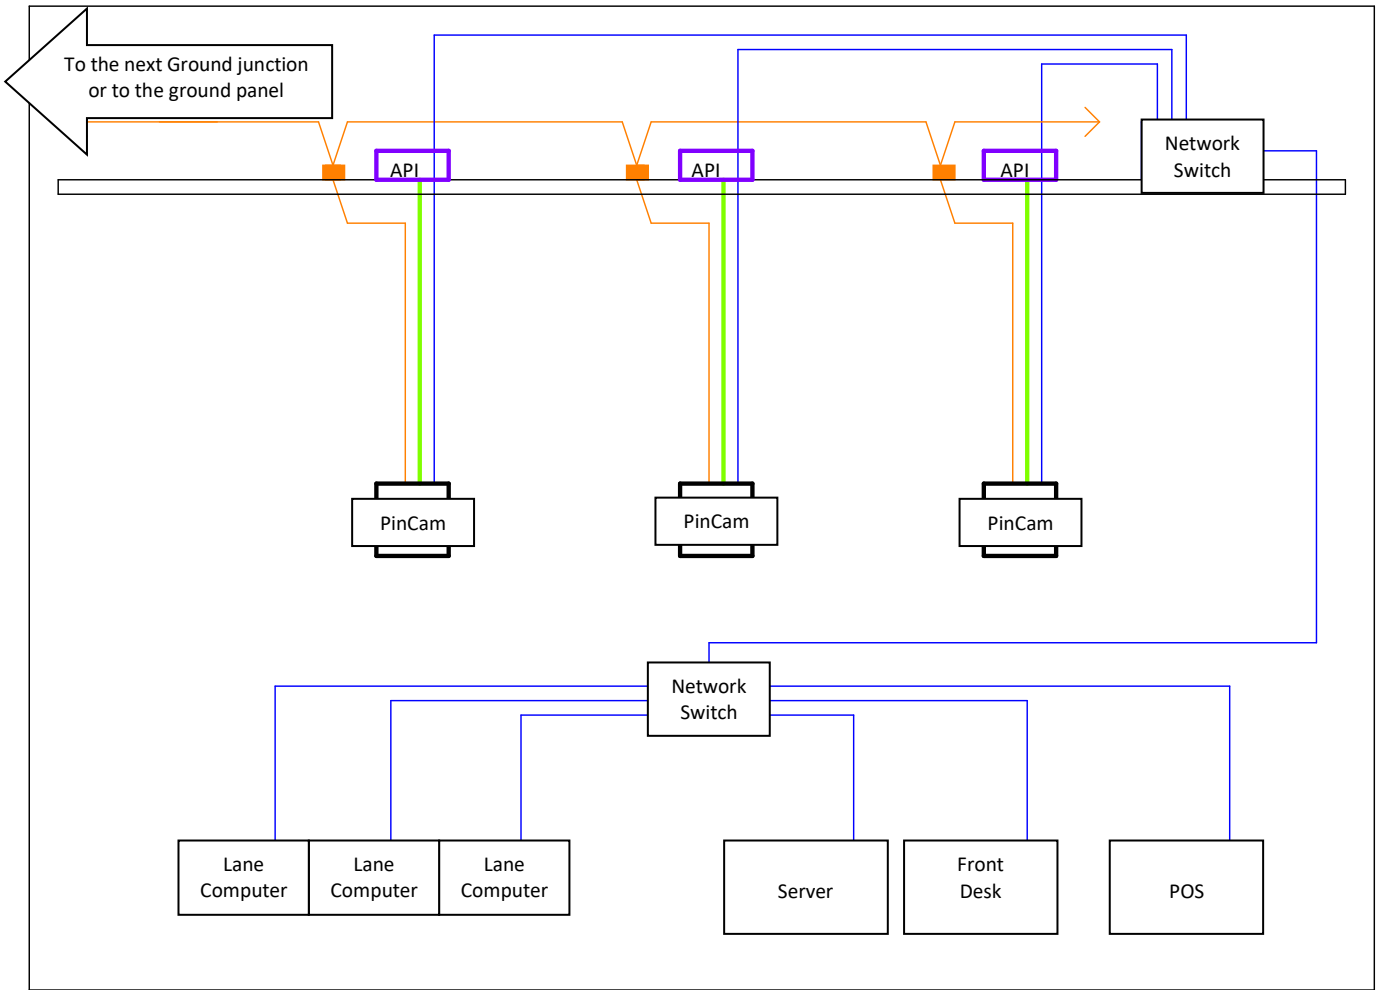 To the next Ground junction
or to the ground panel
Network
Switch
API
API
API
PinCam
PinCam
PinCam
Network
Switch
Lane
Computer
Lane
Computer
Lane
Computer
Server
Front
Desk
POS